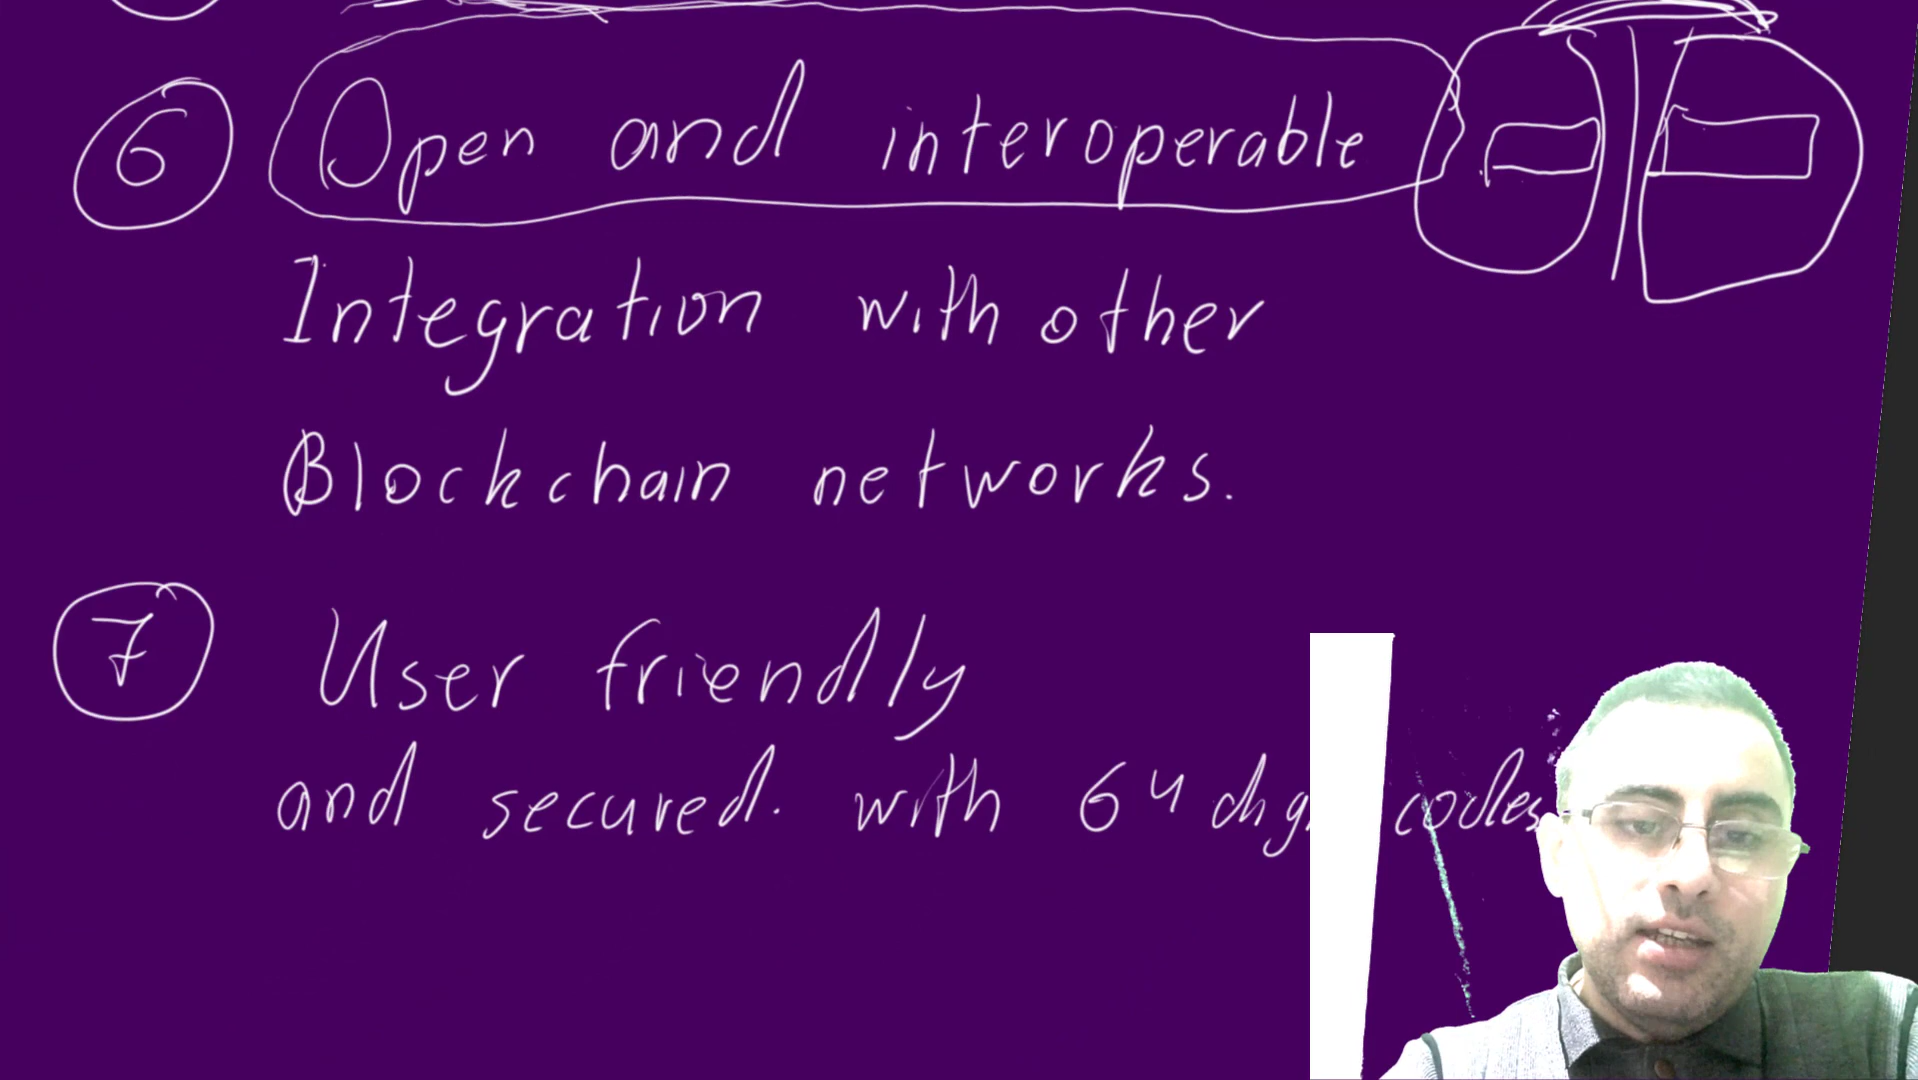 6 Open and interoperable
Integration with other
Blockchain networks.
7 User friendly
and secured. with 64 codes